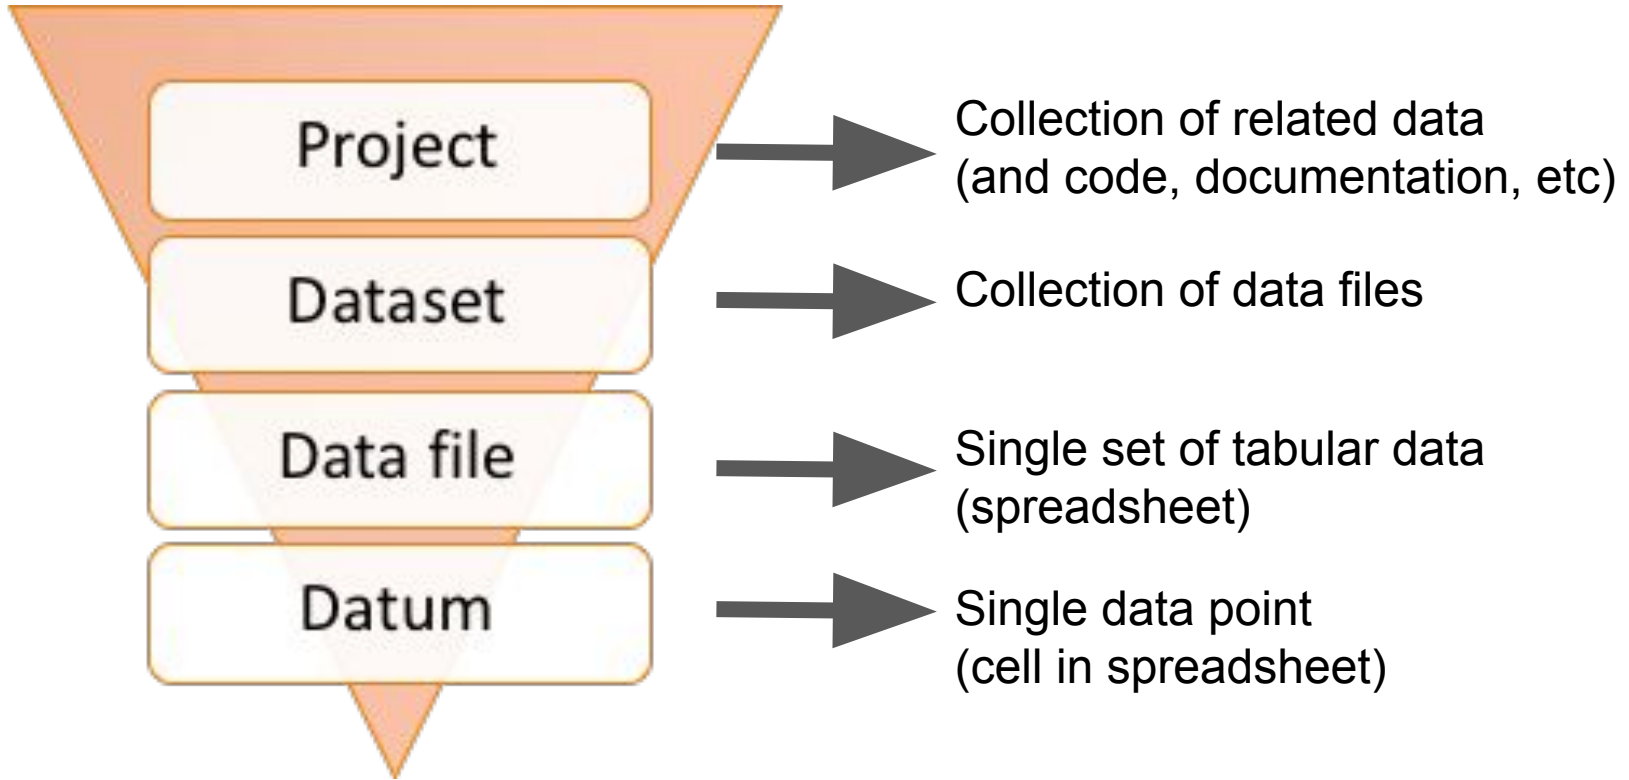 Project
Collection of related data
(and code, documentation, etc)
Dataset
Collection of data files
Data file
Single set of tabular data
(spreadsheet)
Datum
Single data point
(cell in spreadsheet)